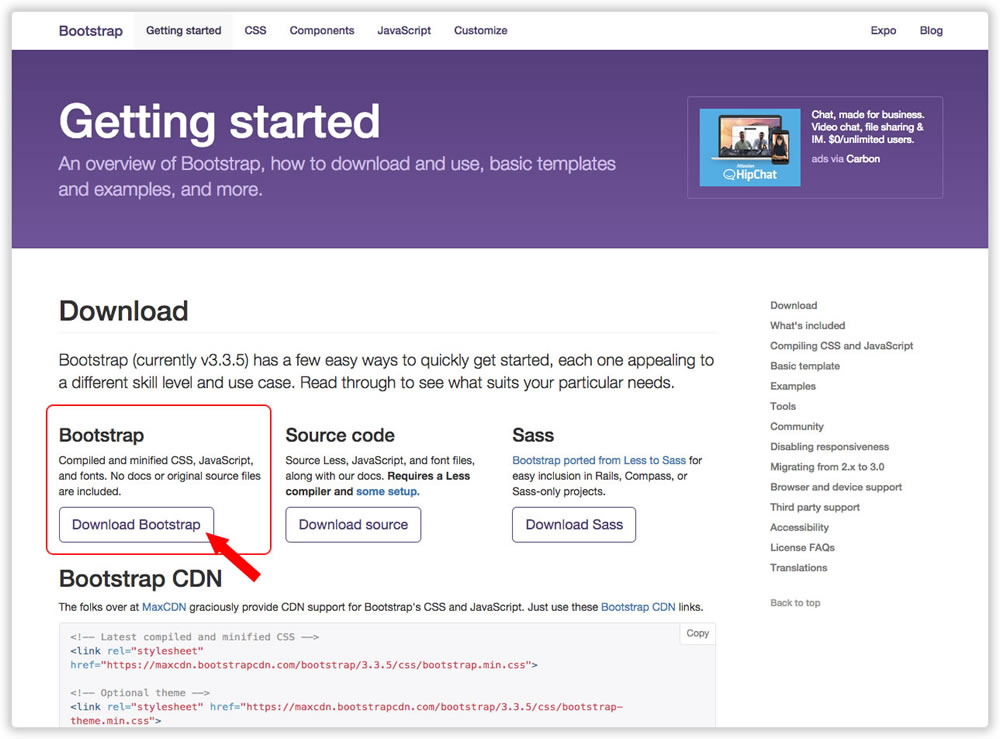 Bootstrap Getting started CSS Components JavaScript Customize Expo Blog
Getting started
An overview of Bootstrap, how to download and use, basic templates
and examples, and more.
Chat, made for business.
Video chat, file sharing &
IM. $0/unlimited users.
ads via Carbon
Atlassian
HipChat
Download
Bootstrap (currently v3.3.5) has a few easy ways to quickly get started, each one appealing to
a different skill level and use case. Read through to see what suits your particular needs.
Bootstrap
Compiled and minified CSS, JavaScript,
and fonts. No docs or original source files
are included.
Download Bootstrap
Source code
Source Less, JavaScript, and font files,
along with our docs. Requires a Less
compiler and some setup.
Download source
Sass
Bootstrap ported from Less to Sass for
easy inclusion in Rails, Compass, or
Sass-only projects.
Download Sass
Bootstrap CDN
The folks over at MaxCDN graciously provide CDN support for Bootstrap's CSS and JavaScript. Just use these Bootstrap CDN links.
Copy
<!-- Latest compiled and minified CSS -->
<link rel="stylesheet"
href="https://maxcdn.bootstrapcdn.com/bootstrap/3.3.5/css/bootstrap.min.css">
<!-- Optional theme -->
<link rel="stylesheet" href="https://maxcdn.bootstrapcdn.com/bootstrap/3.3.5/css/bootstrap-
theme.min.css">
Download
What's included
Compiling CSS and JavaScript
Basic template
Examples
Tools
Community
Disabling responsiveness
Migrating from 2.x to 3.0
Browser and device support
Third party support
Accessibility
License FAQs
Translations
Back to top